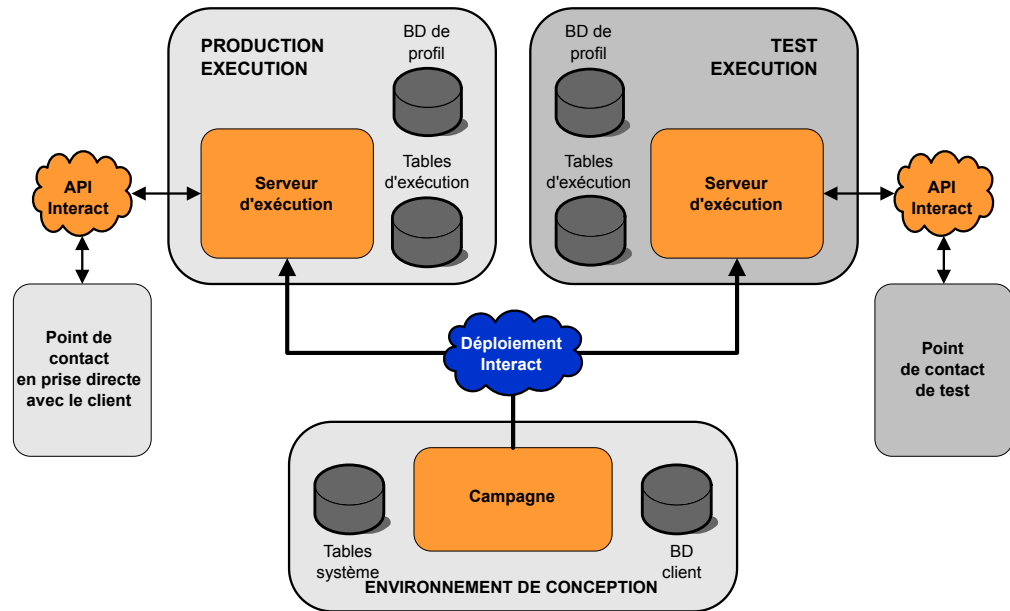 PRODUCTION
EXECUTION
BD de
profil
Tables
d'exécution
Serveur
d'exécution
BD de
profil
TEST
EXECUTION
Tables
d'exécution
Serveur
d'exécution
API
Interact
API
Interact
Point de
contact
en prise directe
avec le client
Déploiement
Interact
Point
de contact
de test
Campagne
Tables
système
BD
client
ENVIRONNEMENT DE CONCEPTION